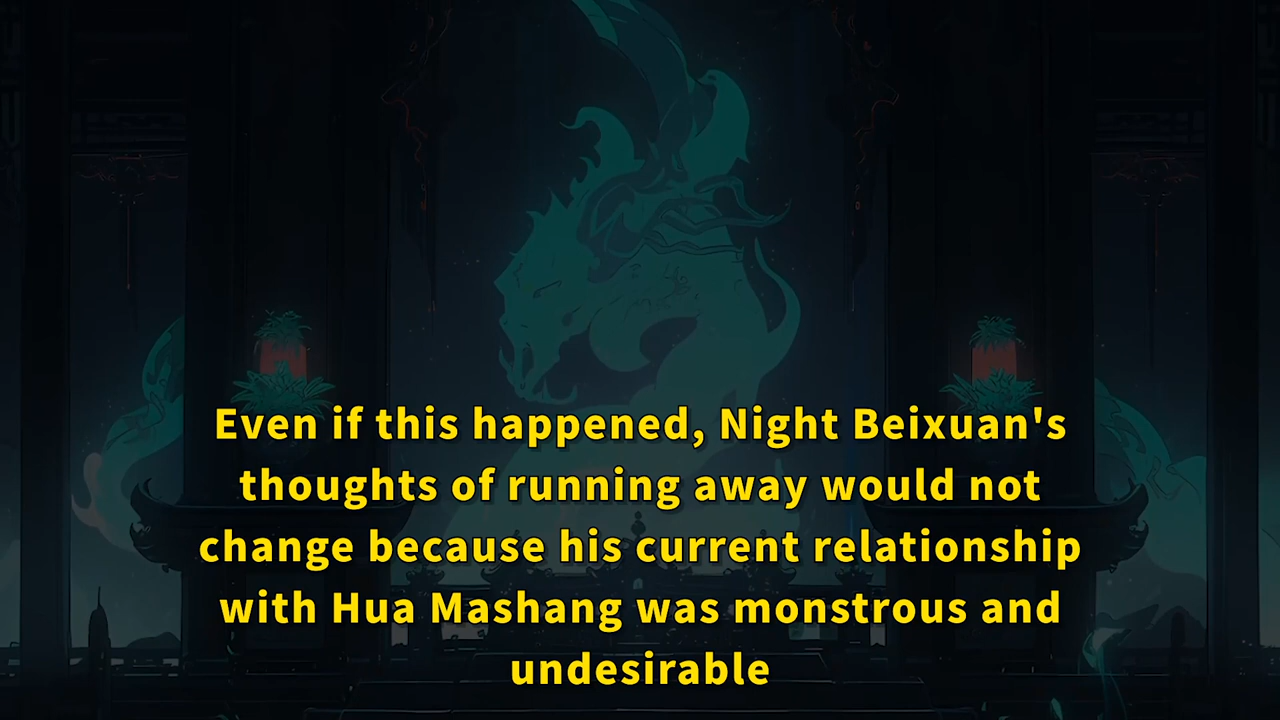 Even if this happened, Night Beixuan's
thoughts of running away would not
change because his current relationship
with Hua Mashang was monstrous and
undesirable